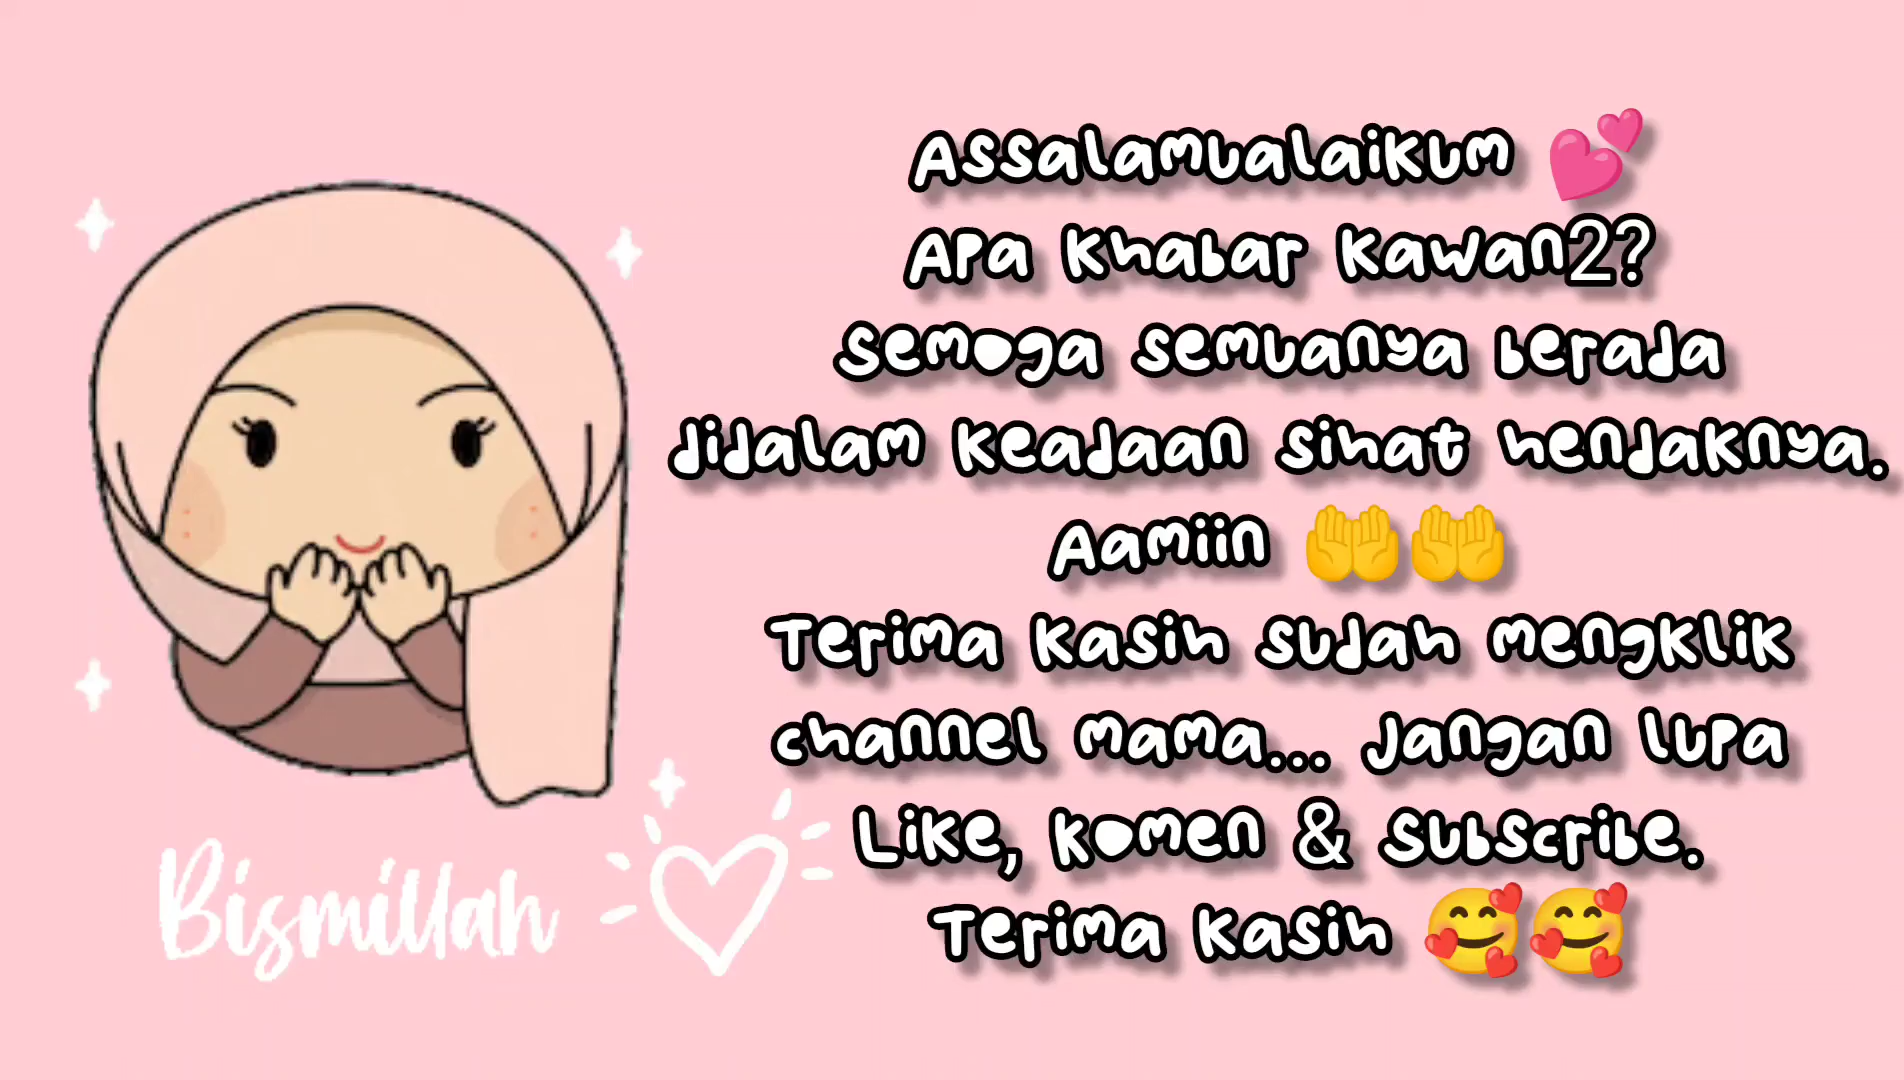 Assalamualaikum 💕
Apa khabar kawan2?
Semoga semuanya berada
didalam keadaan sihat hendaknya.
Aamiin 🤲🤲
Terima kasih sudah mengklik
channel mama... Jangan lupa
Like, komen & Subscribe.
Terima kasih 🥰🥰
Bismillah